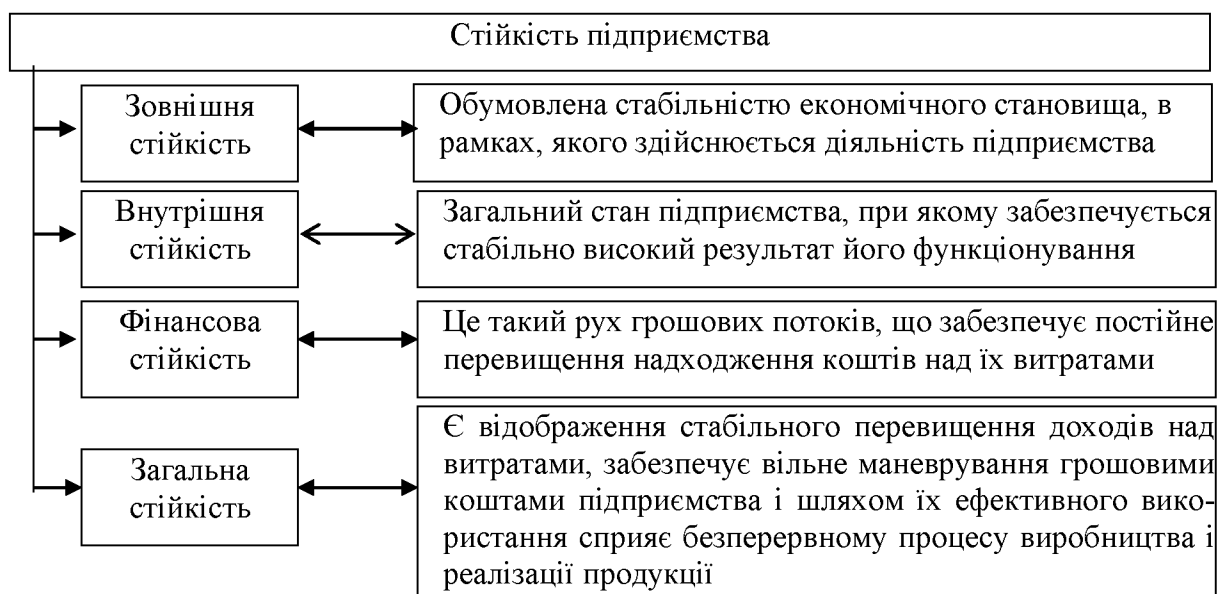 Стійкість підприємства
Зовнішня
стійкість
Обумовлена стабільністю економічного становища, в
рамках, якого здійснюється діяльність підприємства
Внутрішня
стійкість
Загальний стан підприємства, при якому забезпечується
стабільно високий результат його функціонування
Фінансова
стійкість
Це такий рух грошових потоків, що забезпечує постійне
перевищення надходження коштів над їх витратами
Загальна
стійкість
Є відображення стабільного перевищення доходів над
витратами, забезпечує вільне маневрування грошовими
коштами підприємства і шляхом їх ефективного вико-
ристання сприяє безперервному процесу виробництва і
реалізації продукції